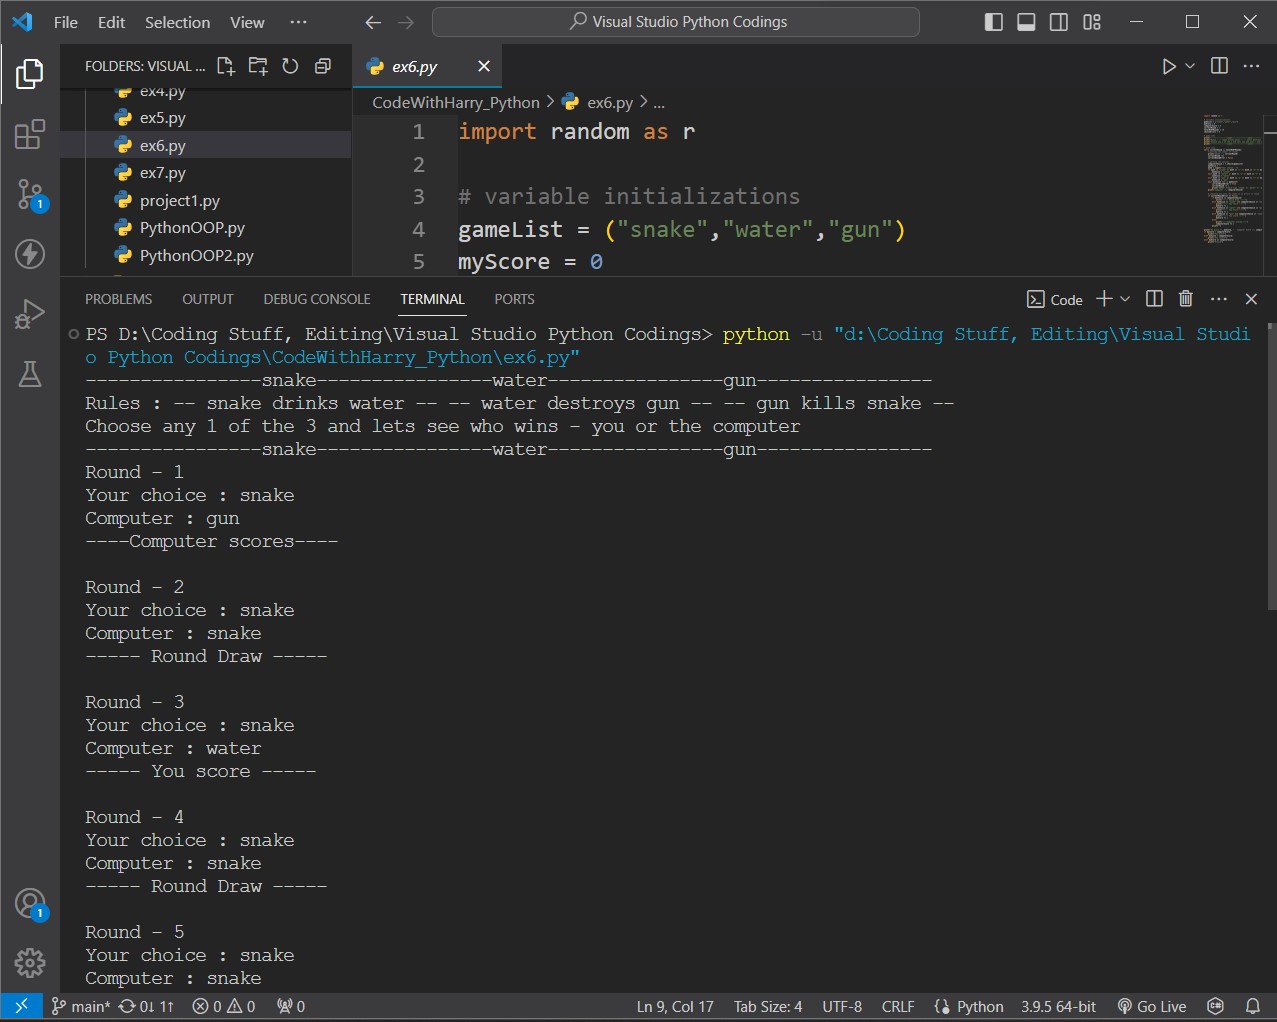 File Edit Selection View ··· Visual Studio Python Codings
FOLDERS: VISUAL ...
ex4.py
ex5.py
ex6.py
ex7.py
project1.py
PythonOOP.py
PythonOOP2.py
1
1
ex6.py
CodeWithHarry_Python > ex6.py > ...
1 import random as r
2
3 # variable initializations
4 gameList = ("snake","water","gun")
5 myScore = 0
PROBLEMS OUTPUT DEBUG CONSOLE TERMINAL PORTS Code
PS D:\Coding Stuff, Editing\Visual Studio Python Codings> python -u "d:\Coding Stuff, Editing\Visual Studi
o Python Codings\CodeWithHarry_Python\ex6.py"
----------------snake----------------water----------------gun----------------
Rules : -- snake drinks water -- -- water destroys gun -- -- gun kills snake --
Choose any 1 of the 3 and lets see who wins - you or the computer
----------------snake----------------water----------------gun----------------
Round - 1
Your choice : snake
Computer : gun
----Computer scores----
Round - 2
Your choice : snake
Computer : snake
----- Round Draw -----
Round - 3
Your choice : snake
Computer : water
----- You score -----
Round - 4
Your choice : snake
Computer : snake
----- Round Draw -----
Round - 5
Your choice : snake
Computer : snake
main* 0↓ 1↑ 0 0 0 Ln 9, Col 17 Tab Size: 4 UTF-8 CRLF Python 3.9.5 64-bit Go Live